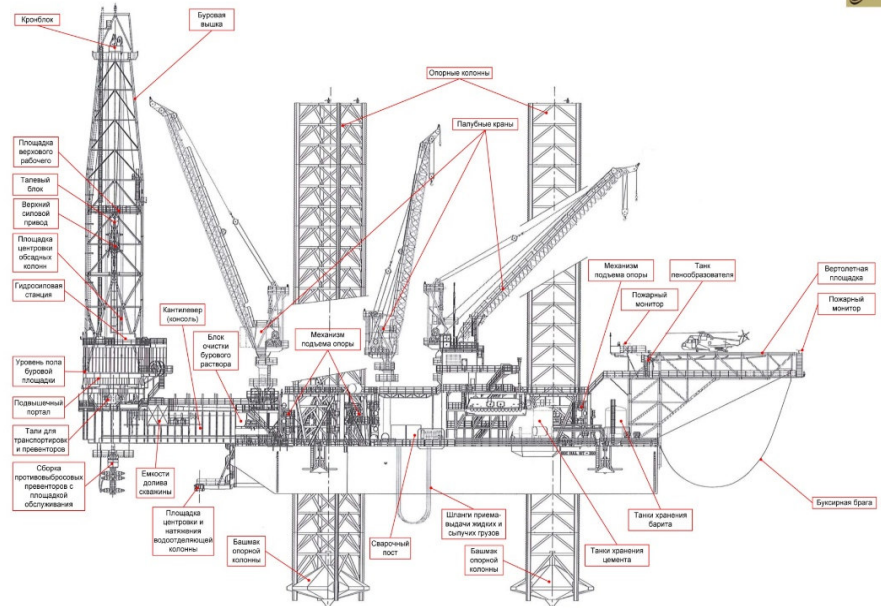 Кронблок
Буровая
вышка
Опорные колонны
Палубные краны
Площадка
верхового
рабочего
Талевый
блок
Верхний
силовой
привод
Площадка
центровки
обсадных
колонн
Гидросиловая
станция
Кантилевер
(консоль)
Блок
очистки
бурового
раствора
Механизм
подъема опоры
Механизм
подъема опоры
Танк
пенообразователя
Пожарный
монитор
Вертолетная
площадка
Пожарный
монитор
Уровень пола
буровой
площадки
Подвышечный
портал
Тали для
транспортировк
и превенторов
Сборка
противовыбросовых
превенторов с
площадкой
обслуживания
Емкости
долива
скважины
Площадка
центровки и
натяжения
водоотделяющей
колонны
Башмак
опорной
колонны
Сварочный
пост
Шланги приема-
выдачи жидких и
сыпучих грузов
Башмак
опорной
колонны
Танки хранения
цемента
Танки хранения
барита
Буксирная брага